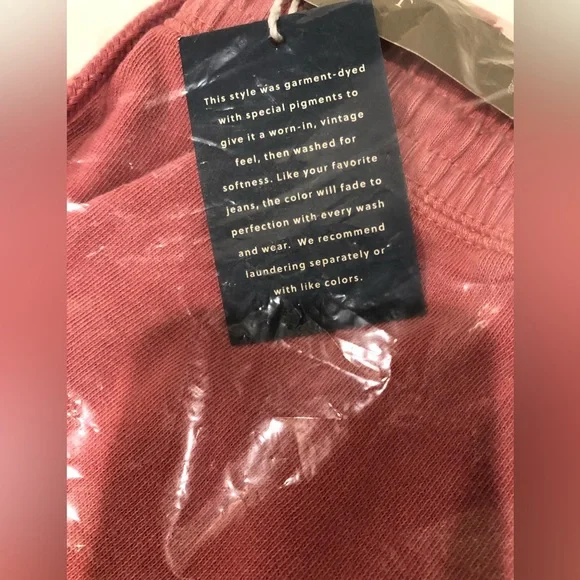 This style was garment-dyed
with special pigments to
give it a worn-in, vintage
feel, then washed for
softness. Like your favorite
jeans, the color will fade to
perfection with every wash
and wear. We recommend
laundering separately or
with like colors.